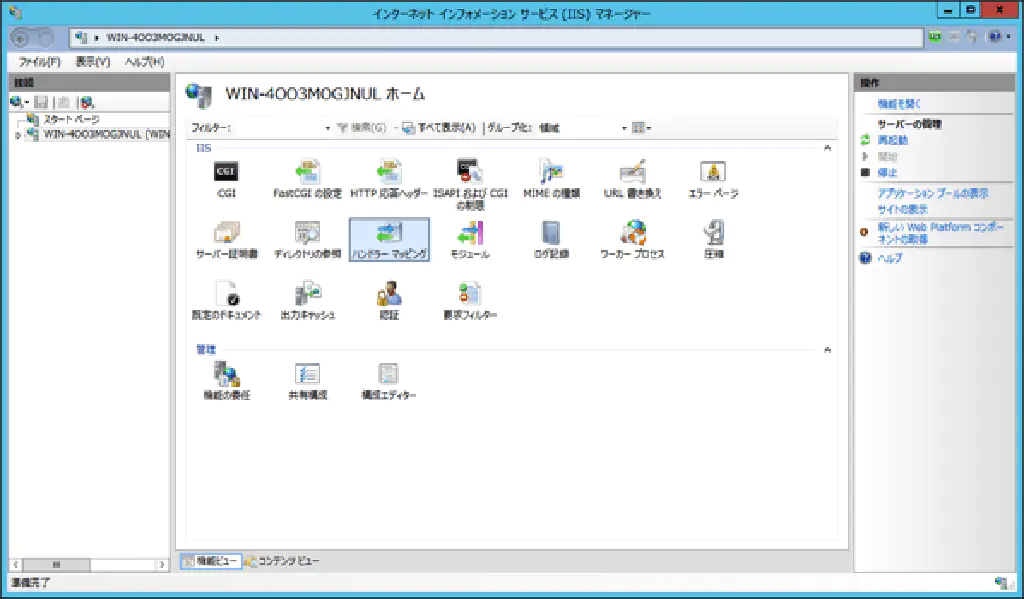 インターネット インフォメーション サービス (IIS) マネージャー
WIN-4OO3MOGJNUL
ファイル(F) 表示(V) ヘルプ(H)
接続
スタート ページ
WIN-4OO3MOGJNUL (WIN
WIN-4OO3MOGJNUL ホーム
フィルター: 検索(G) すべて表示(A) グループ化: 領域
IIS
CGI FastCGI の設定 HTTP 応答ヘッダー ISAPI および CGI の制限 MIME の種類 URL 書き換え エラー ページ
サーバー証明書 ディレクトリの参照 ハンドラー マッピング モジュール ログ記録 ワーカー プロセス 圧縮
既定のドキュメント 出力キャッシュ 認証 要求フィルター
管理
機能の委任 共有構成 構成エディター
機能ビュー コンテンツ ビュー
準備完了
操作
機能を開く
サーバーの管理
再起動
開始
停止
アプリケーション プールの表示
サイトの表示
新しい Web Platform コンポー
ネントの取得
ヘルプ